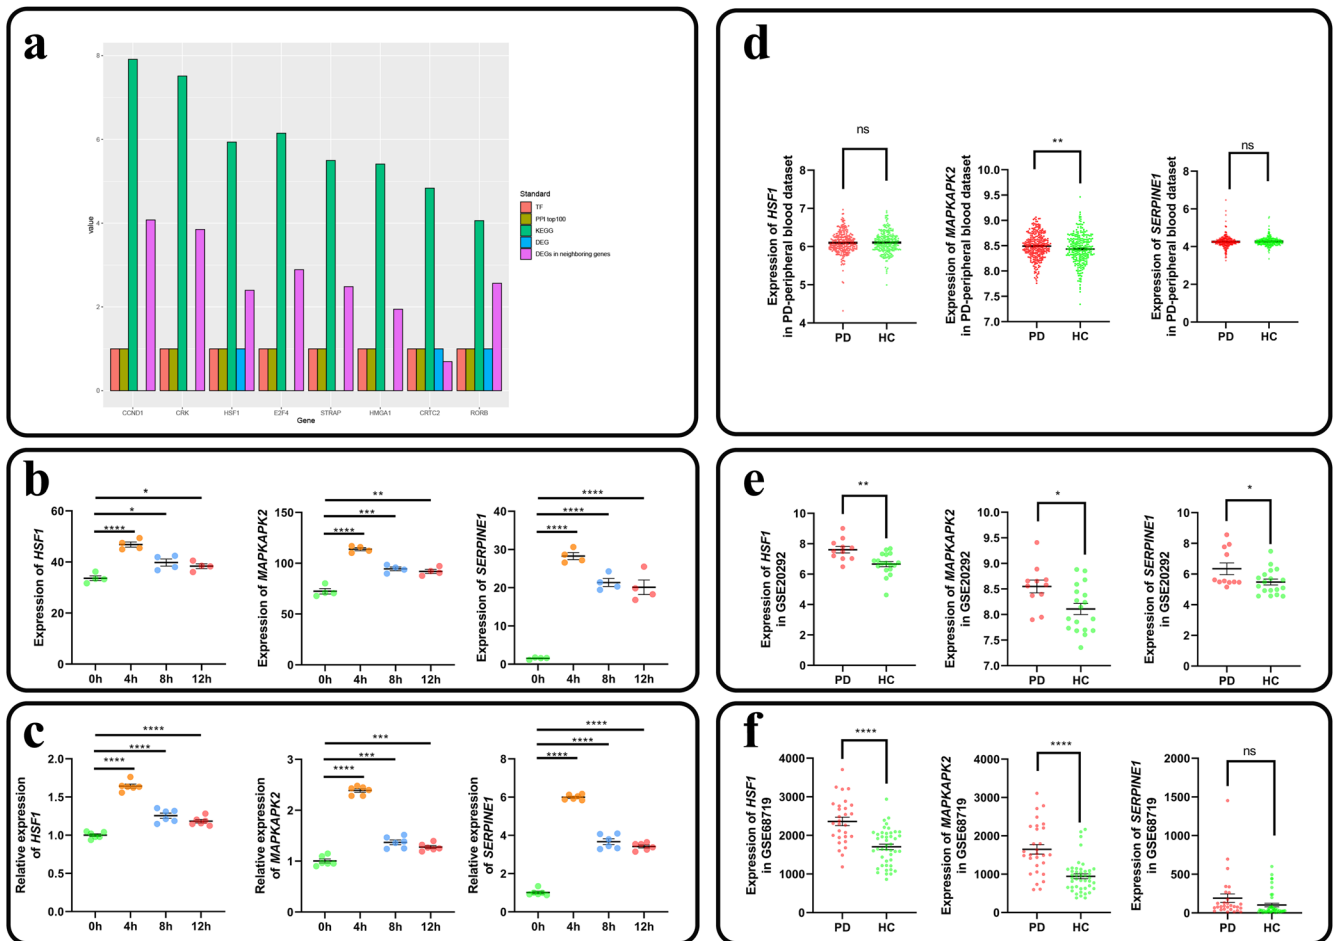 a
8
6
4
2
0
value
CCND1 CRK HSF1 E2F4 STRAP HMGA1 CRTC2 RORB
Gene
Standard
TF
PPI top100
KEGG
DEG
DEGs in neighboring genes
b
Expression of HSF1
60
40
20
0
*
*
****
0h 4h 8h 12h
Expression of MAPKAPK2
150
100
50
0
**
***
****
0h 4h 8h 12h
Expression of SERPINE1
40
30
20
10
0
****
****
****
0h 4h 8h 12h
c
Relative expression
of HSF1
2.0
1.5
1.0
0.5
0.0
****
****
****
0h 4h 8h 12h
Relative expression
of MAPKAPK2
3
2
1
0
***
***
****
0h 4h 8h 12h
Relative expression
of SERPINE1
8
6
4
2
0
****
****
****
0h 4h 8h 12h
d
Expression of HSF1
in PD-peripheral blood dataset
8
7
6
5
4
ns
PD HC
Expression of MAPKAPK2
in PD-peripheral blood dataset
10.0
9.5
9.0
8.5
8.0
7.5
7.0
**
PD HC
Expression of SERPINE1
in PD-peripheral blood dataset
8
6
4
2
0
ns
PD HC
e
Expression of HSF1
in GSE20292
10
8
6
4
2
0
**
PD HC
Expression of MAPKAPK2
in GSE20292
10.0
9.5
9.0
8.5
8.0
7.5
7.0
*
PD HC
Expression of SERPINE1
in GSE20292
10
8
6
4
2
0
*
PD HC
f
Expression of HSF1
in GSE68719
4000
3000
2000
1000
0
****
PD HC
Expression of MAPKAPK2
in GSE68719
4000
3000
2000
1000
0
****
PD HC
Expression of SERPINE1
in GSE68719
2000
1500
1000
500
0
ns
PD HC